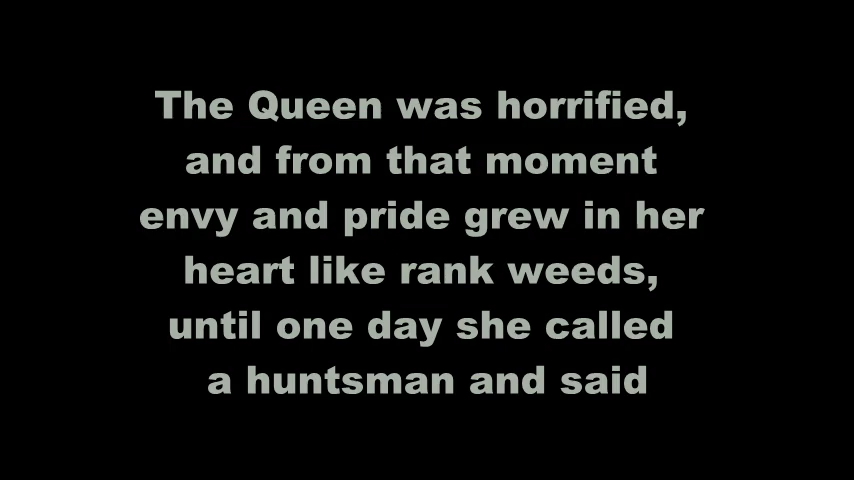 The Queen was horrified,
and from that moment
envy and pride grew in her
heart like rank weeds,
until one day she called
a huntsman and said